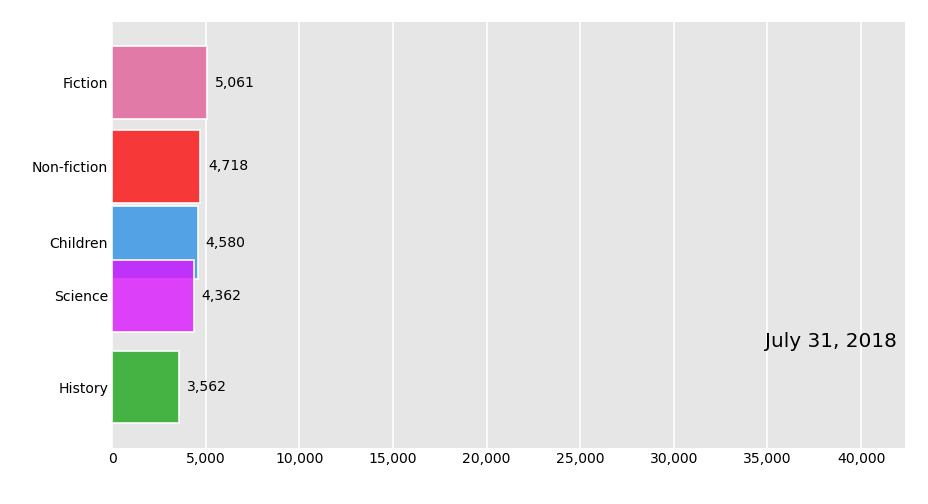 Fiction 5,061
Non-fiction 4,718
Children 4,580
Science 4,362
July 31, 2018
History 3,562
0 5,000 10,000 15,000 20,000 25,000 30,000 35,000 40,000